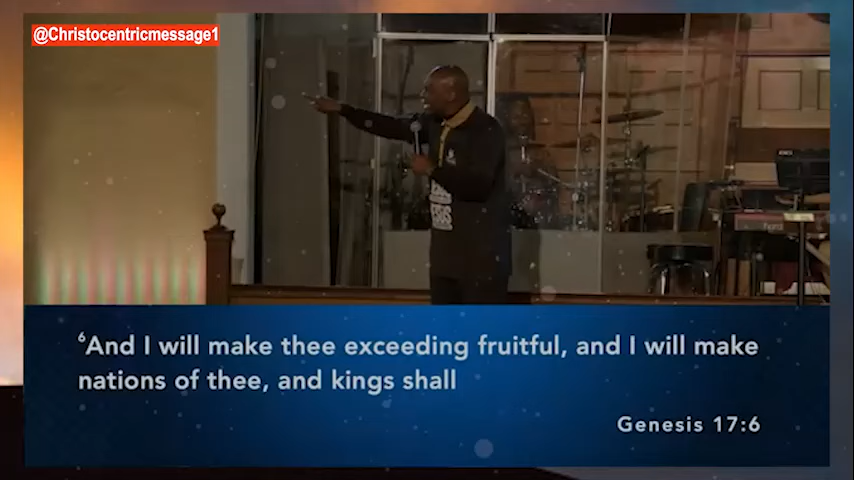 @Christocentricmessage1
⁶And I will make thee exceeding fruitful, and I will make
nations of thee, and kings shall
Genesis 17:6